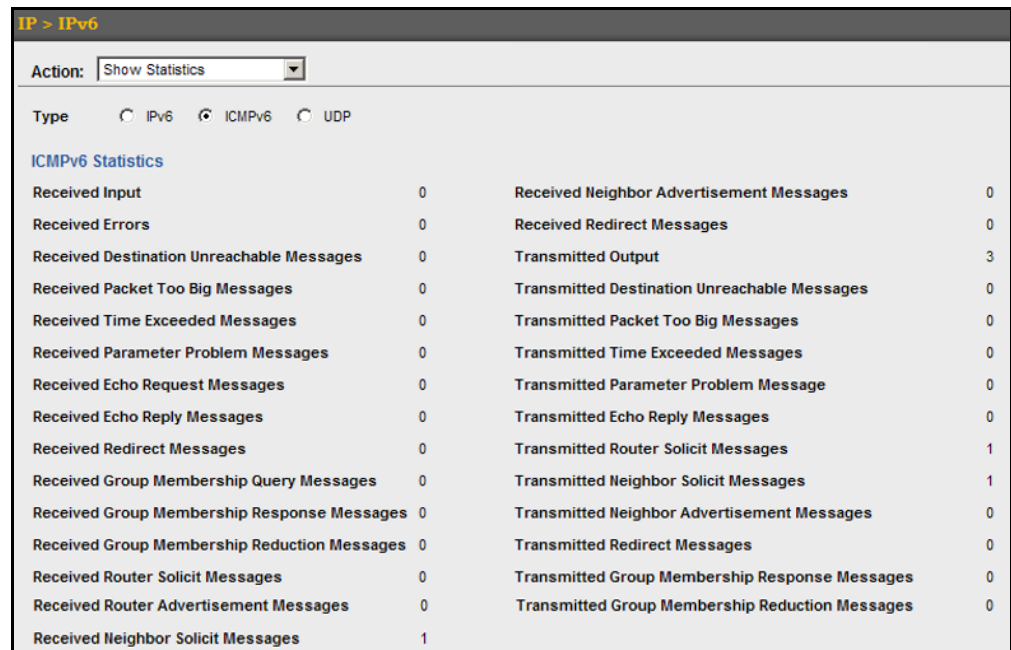 IP > IPv6
Action: Show Statistics
Type IPv6 ICMPv6 UDP
ICMPv6 Statistics
Received Input 0 Received Neighbor Advertisement Messages 0
Received Errors 0 Received Redirect Messages 0
Received Destination Unreachable Messages 0 Transmitted Output 3
Received Packet Too Big Messages 0 Transmitted Destination Unreachable Messages 0
Received Time Exceeded Messages 0 Transmitted Packet Too Big Messages 0
Received Parameter Problem Messages 0 Transmitted Time Exceeded Messages 0
Received Echo Request Messages 0 Transmitted Parameter Problem Message 0
Received Echo Reply Messages 0 Transmitted Echo Reply Messages 0
Received Redirect Messages 0 Transmitted Router Solicit Messages 1
Received Group Membership Query Messages 0 Transmitted Neighbor Solicit Messages 1
Received Group Membership Response Messages 0 Transmitted Neighbor Advertisement Messages 0
Received Group Membership Reduction Messages 0 Transmitted Redirect Messages 0
Received Router Solicit Messages 0 Transmitted Group Membership Response Messages 0
Received Router Advertisement Messages 0 Transmitted Group Membership Reduction Messages 0
Received Neighbor Solicit Messages 1